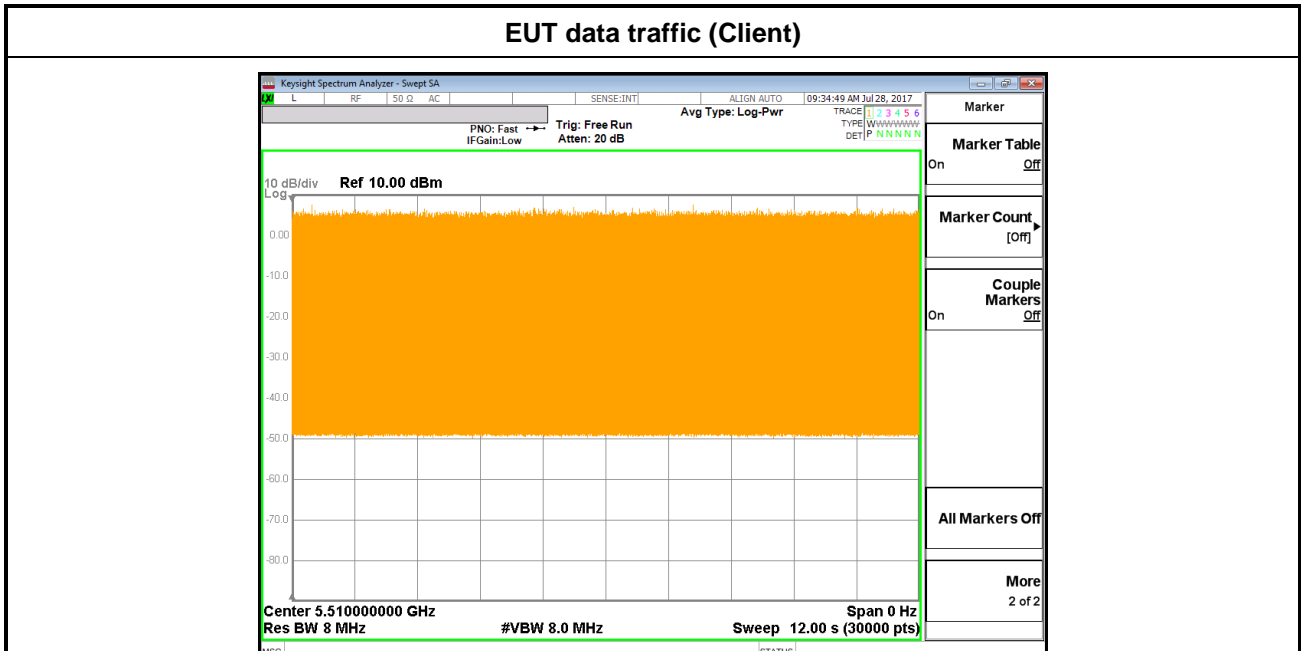 EUT data traffic (Client)
Keysight Spectrum Analyzer - Swept SA
LXI L RF 50 Ω AC SENSE:INT ALIGN AUTO 09:34:49 AM Jul 28, 2017
Marker
PNO: Fast
IFGain:Low
Trig: Free Run
Atten: 20 dB
Avg Type: Log-Pwr
TRACE 1 2 3 4 5 6
TYPE WWWWWW
DET P N N N N N
10 dB/div Ref 10.00 dBm
Log
0.00
-10.0
-20.0
-30.0
-40.0
-50.0
-60.0
-70.0
-80.0
Center 5.510000000 GHz Span 0 Hz
Res BW 8 MHz #VBW 8.0 MHz Sweep 12.00 s (30000 pts)
Marker Table
On Off
Marker Count
[Off]
Couple
Markers
On Off
All Markers Off
More
2 of 2
MSG STATUS